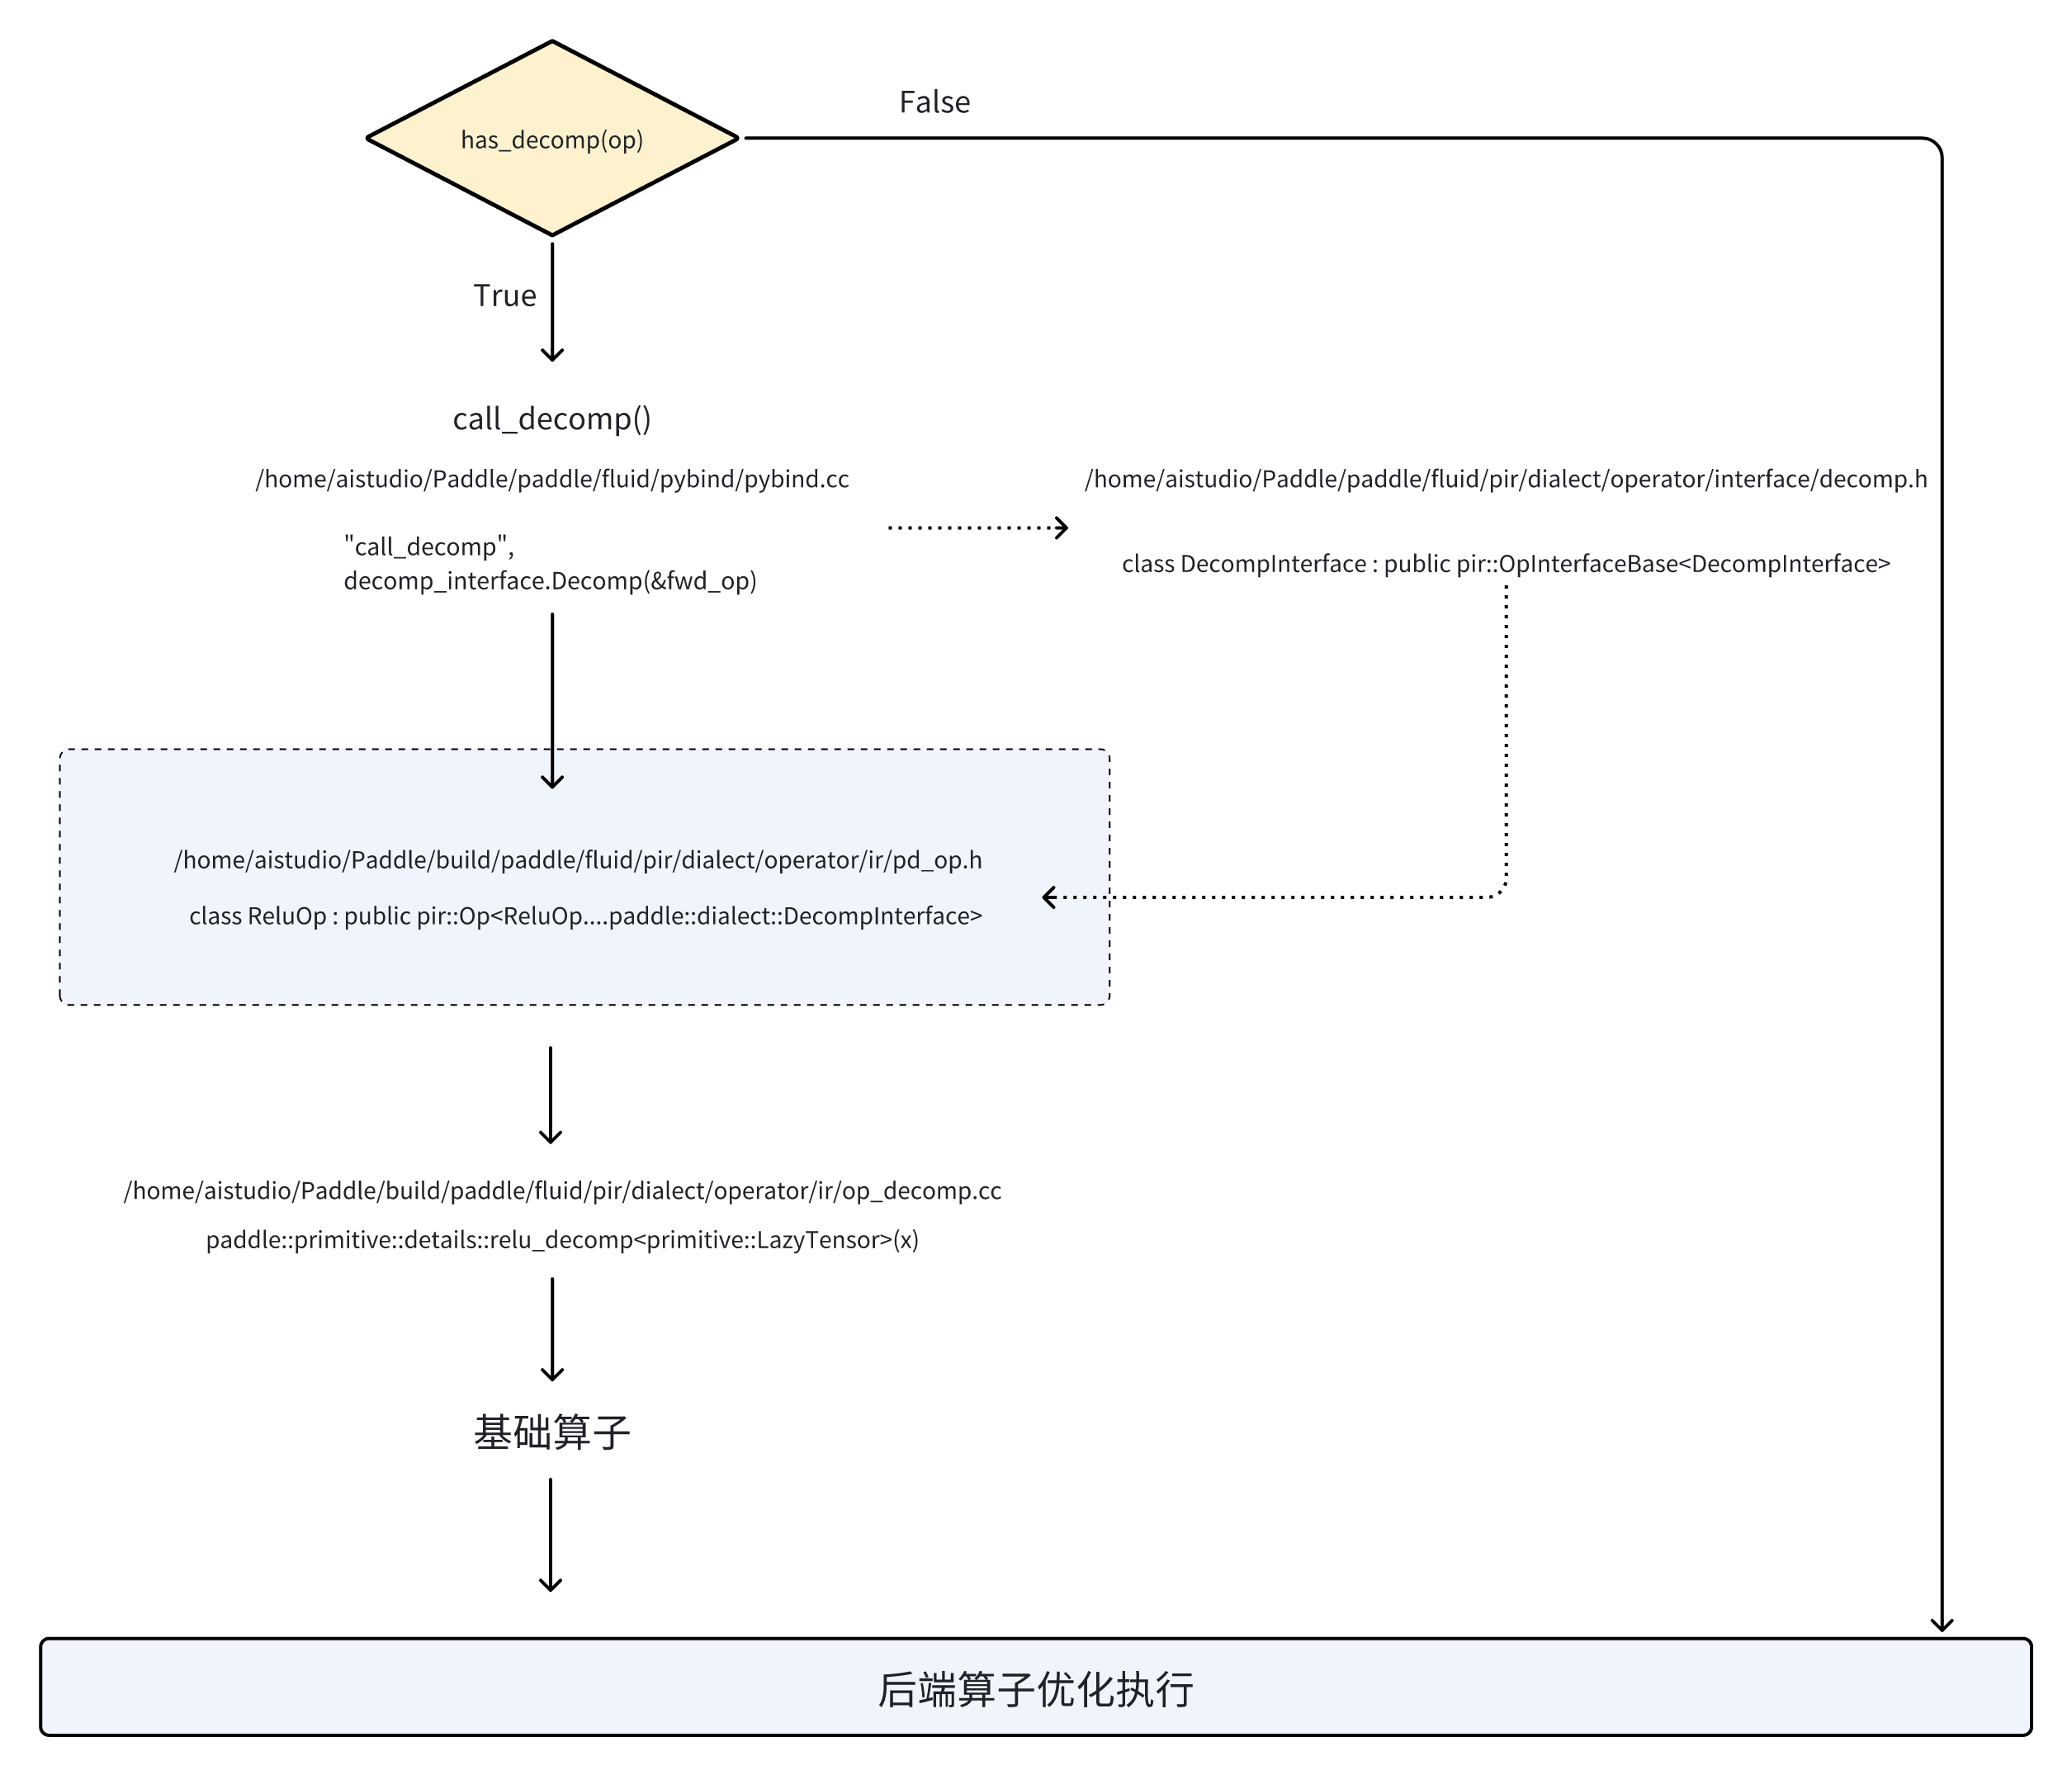 False
has_decomp(op)
True
call_decomp()
/home/aistudio/Paddle/paddle/fluid/pybind/pybind.cc
/home/aistudio/Paddle/paddle/fluid/pir/dialect/operator/interface/decomp.h
"call_decomp",
decomp_interface.Decomp(&fwd_op)
class DecompInterface : public pir::OpInterfaceBase<DecompInterface>
/home/aistudio/Paddle/build/paddle/fluid/pir/dialect/operator/ir/pd_op.h
class ReluOp : public pir::Op<ReluOp....paddle::dialect::DecompInterface>
/home/aistudio/Paddle/build/paddle/fluid/pir/dialect/operator/ir/op_decomp.cc
paddle::primitive::details::relu_decomp<primitive::LazyTensor>(x)
基础算子
后端算子优化执行